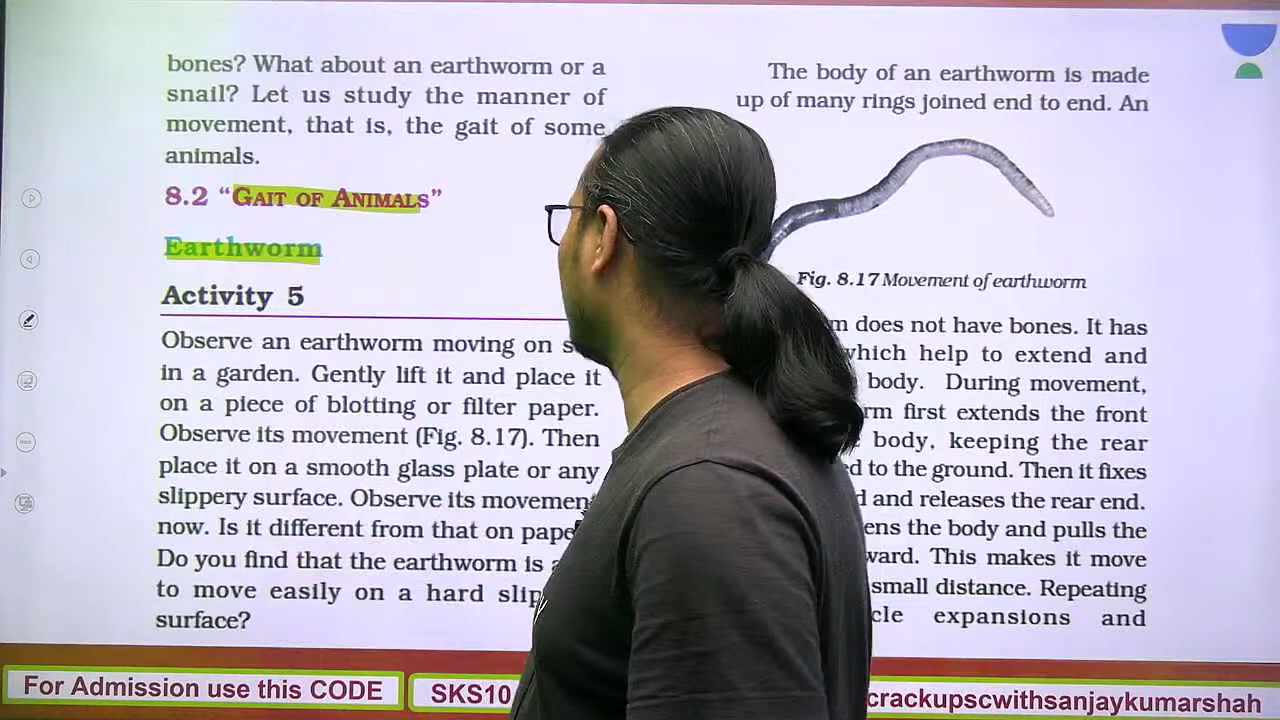 bones? What about an earthworm or a
snail? Let us study the manner of
movement, that is, the gait of some
animals.
8.2 “GAIT OF ANIMALS”
Earthworm
Activity 5
Observe an earthworm moving on
in a garden. Gently lift it and place it
on a piece of blotting or filter paper.
Observe its movement (Fig. 8.17). Then
place it on a smooth glass plate or any
slippery surface. Observe its movement
now. Is it different from that on
Do you find that the earthworm is
to move easily on a hard
surface?
The body of an earthworm is made
up of many rings joined end to end. An
Fig. 8.17 Movement of earthworm
does not have bones. It has
which help to extend and
body. During movement,
first extends the front
body, keeping the rear
to the ground. Then it fixes
and releases the rear end.
the body and pulls the
This makes it move
small distance. Repeating
expansions and
For Admission use this CODE
SKS10
crackupscwithsanjaykumarshah